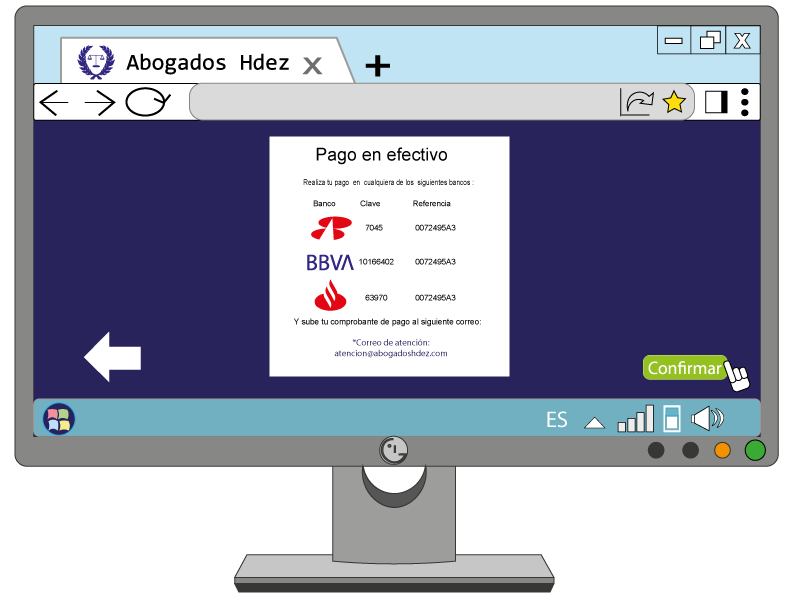 Abogados Hdez X
X
Pago en efectivo
Realiza tu pago en cualquiera de los siguientes bancos :
Banco Clave Referencia
7045 0072495A3
BBVA 10166402 0072495A3
63970 0072495A3
Y sube tu comprobante de pago al siguiente correo:
*Correo de atención:
atencion@abogadoshdez.com
Confirmar
ES